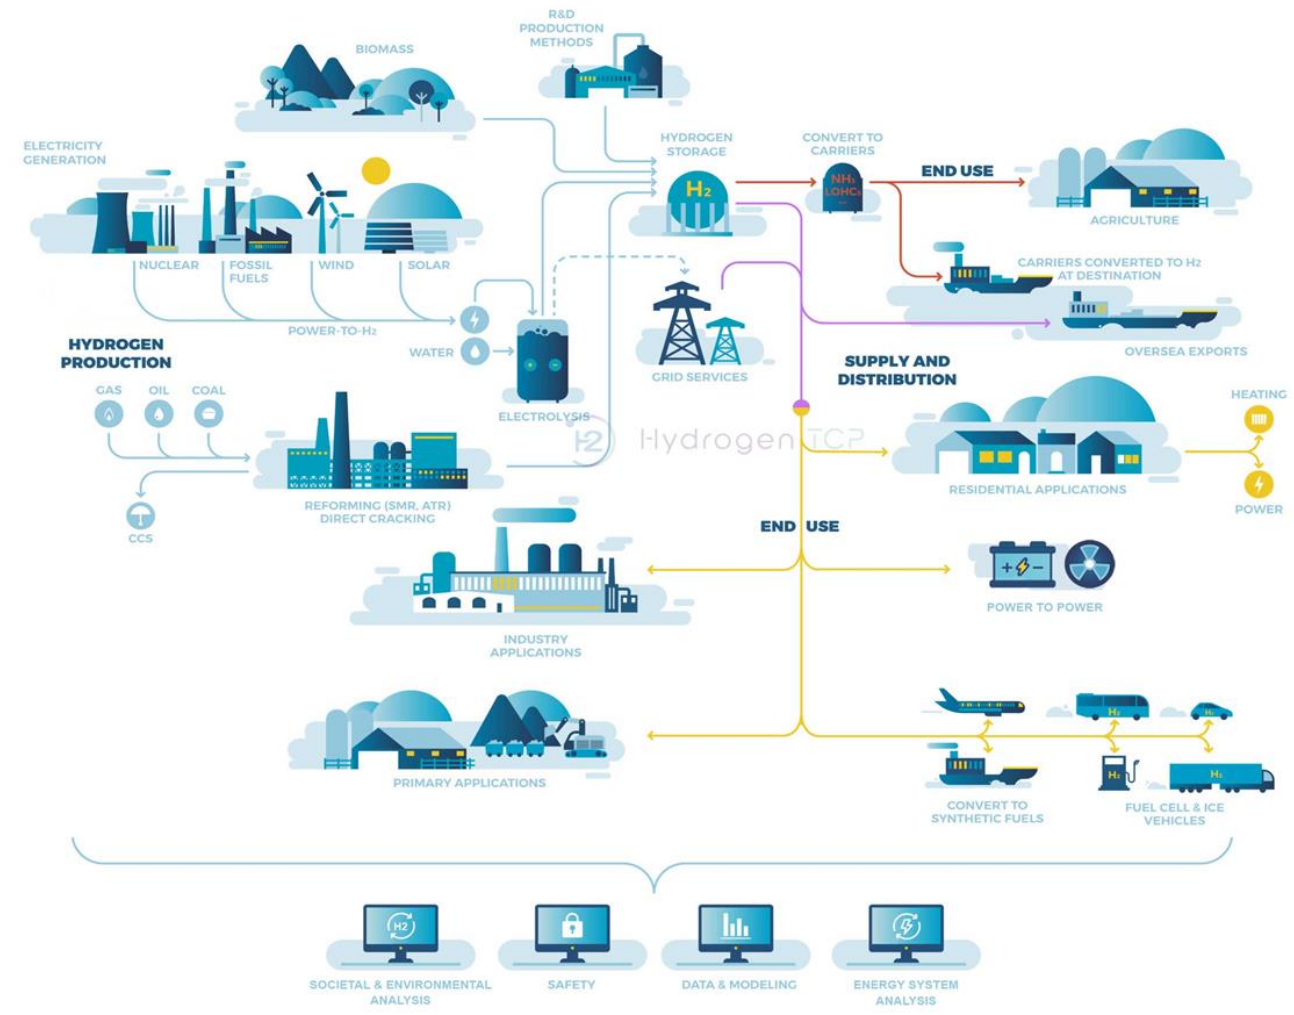 R&D
PRODUCTION
METHODS
BIOMASS
ELECTRICITY
GENERATION
HYDROGEN
STORAGE
CONVERT TO
CARRIERS
H₂
NH₃
LOHCs
END USE
AGRICULTURE
NUCLEAR
FOSSIL
FUELS
WIND
SOLAR
CARRIERS CONVERTED TO H₂
AT DESTINATION
POWER-TO-H₂
WATER
OVERSEA EXPORTS
HYDROGEN
PRODUCTION
GRID SERVICES
SUPPLY AND
DISTRIBUTION
GAS
OIL
COAL
ELECTROLYSIS
HEATING
H2 Hydrogen TCP
RESIDENTIAL APPLICATIONS
POWER
REFORMING (SMR, ATR)
DIRECT CRACKING
CCS
END USE
INDUSTRY
APPLICATIONS
POWER TO POWER
H₂
H₂
PRIMARY APPLICATIONS
H₂
H₂
CONVERT TO
SYNTHETIC FUELS
FUEL CELL & ICE
VEHICLES
H2
SOCIETAL & ENVIRONMENTAL
ANALYSIS
SAFETY
DATA & MODELING
ENERGY SYSTEM
ANALYSIS